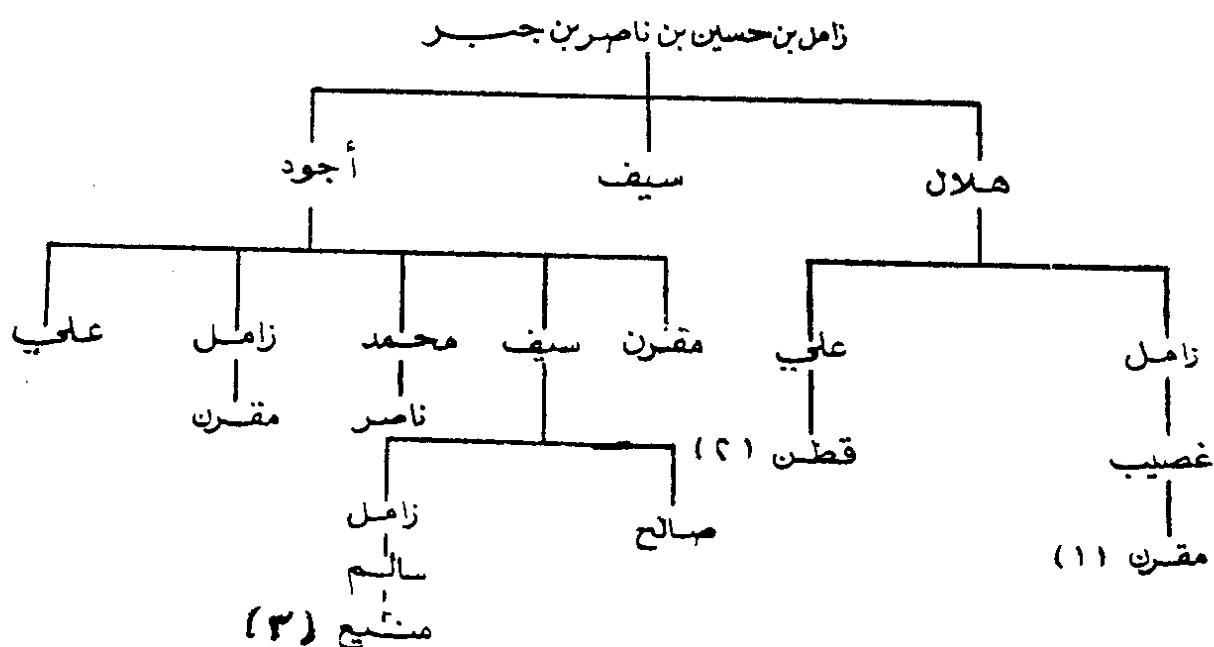 زامل بن حسين بن ناصر بن جبر
هلال سيف أجود
زامل علي مقرن سيف محمد زامل علي
غصيب قطن (٢) ناصر مقرن
مقرن (١) صالح زامل
سالم
منيع (٣)